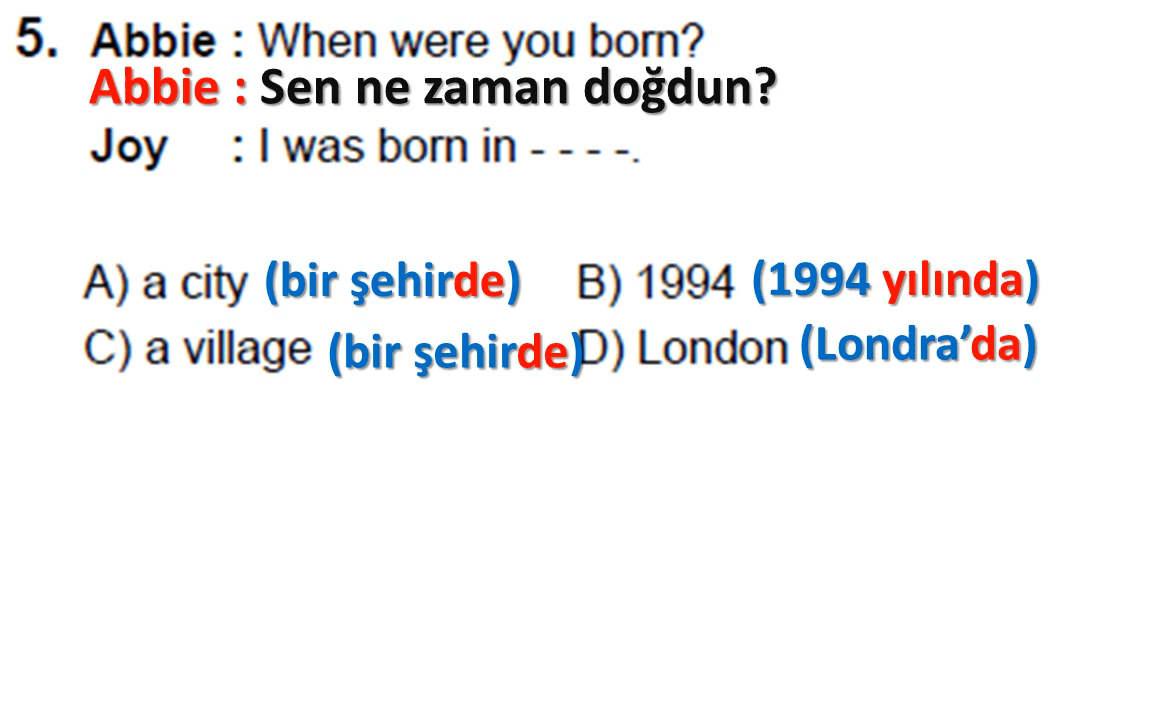 5. Abbie : When were you born?
Abbie : Sen ne zaman doğdun?
Joy : I was born in - - - -.
A) a city (bir şehirde) B) 1994 (1994 yılında)
C) a village (bir şehirde) D) London (Londra’da)